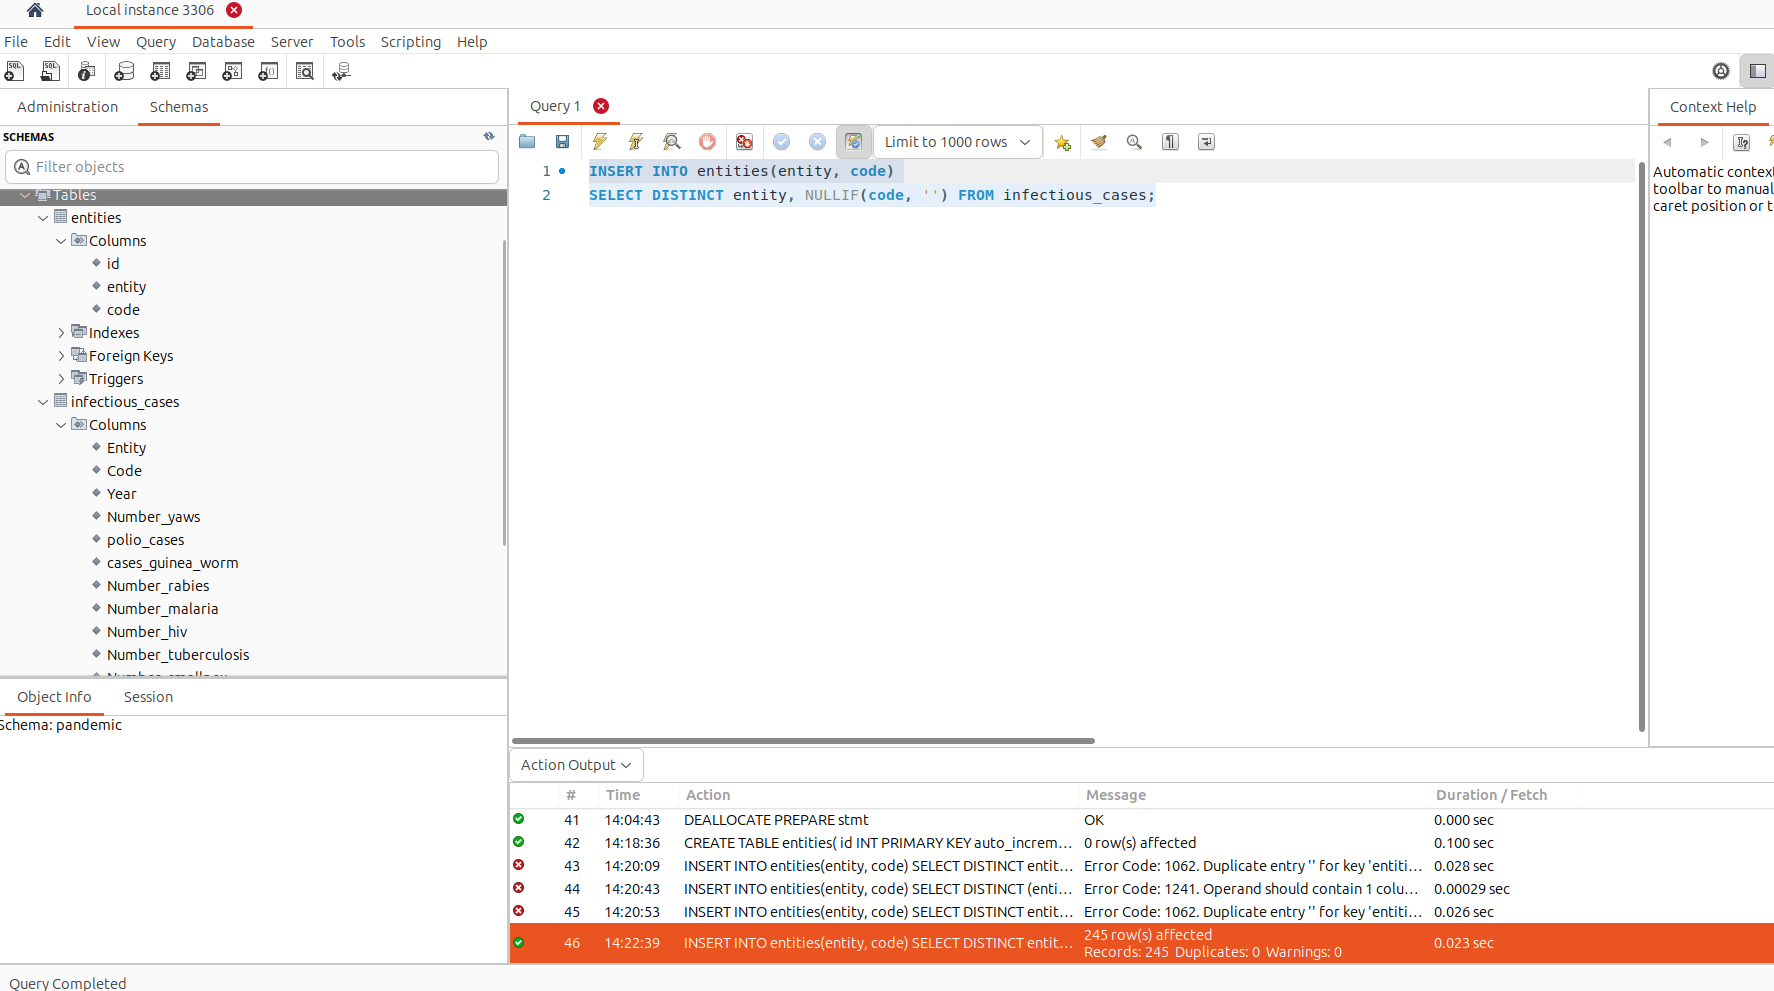 Local instance 3306
File Edit View Query Database Server Tools Scripting Help
Administration Schemas
SCHEMAS
Filter objects
Tables
entities
Columns
id
entity
code
Indexes
Foreign Keys
Triggers
infectious_cases
Columns
Entity
Code
Year
Number_yaws
polio_cases
cases_guinea_worm
Number_rabies
Number_malaria
Number_hiv
Number_tuberculosis
Object Info Session
Schema: pandemic
Query 1
Limit to 1000 rows
1 INSERT INTO entities(entity, code)
2 SELECT DISTINCT entity, NULLIF(code, '') FROM infectious_cases;
Context Help
Automatic context
toolbar to manual
caret position or t
Action Output
# Time Action Message Duration / Fetch
41 14:04:43 DEALLOCATE PREPARE stmt OK 0.000 sec
42 14:18:36 CREATE TABLE entities( id INT PRIMARY KEY auto_increm... 0 row(s) affected 0.100 sec
43 14:20:09 INSERT INTO entities(entity, code) SELECT DISTINCT entit... Error Code: 1062. Duplicate entry '' for key 'entiti... 0.028 sec
44 14:20:43 INSERT INTO entities(entity, code) SELECT DISTINCT (enti... Error Code: 1241. Operand should contain 1 colu... 0.00029 sec
45 14:20:53 INSERT INTO entities(entity, code) SELECT DISTINCT entit... Error Code: 1062. Duplicate entry '' for key 'entiti... 0.026 sec
46 14:22:39 INSERT INTO entities(entity, code) SELECT DISTINCT entit... 245 row(s) affected 0.023 sec
Records: 245 Duplicates: 0 Warnings: 0
Query Completed